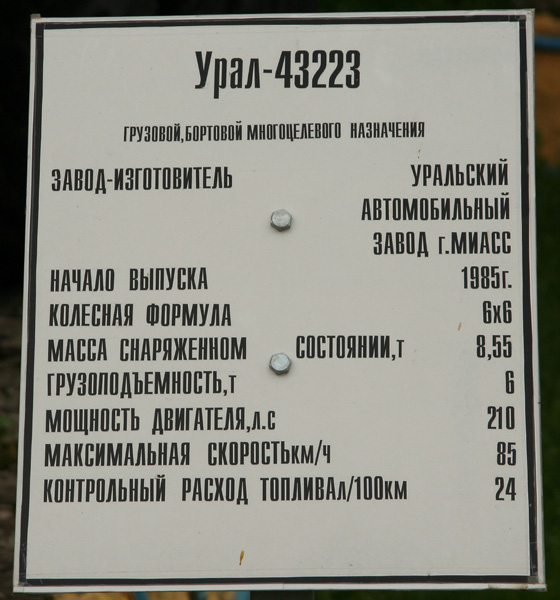 Урал-43223
ГРУЗОВОЙ,БОРТОВОЙ МНОГОЦЕЛЕВОГО НАЗНАЧЕНИЯ
ЗАВОД-ИЗГОТОВИТЕЛЬ УРАЛЬСКИЙ
АВТОМОБИЛЬНЫЙ
ЗАВОД г.МИАСС
НАЧАЛО ВЫПУСКА 1985г.
КОЛЕСНАЯ ФОРМУЛА 6х6
МАССА СНАРЯЖЕННОМ СОСТОЯНИИ,т 8,55
ГРУЗОПОДЪЕМНОСТЬ,т 6
МОЩНОСТЬ ДВИГАТЕЛЯ,л.с 210
МАКСИМАЛЬНАЯ СКОРОСТЬкм/ч 85
КОНТРОЛЬНЫЙ РАСХОД ТОПЛИВАл/100км 24